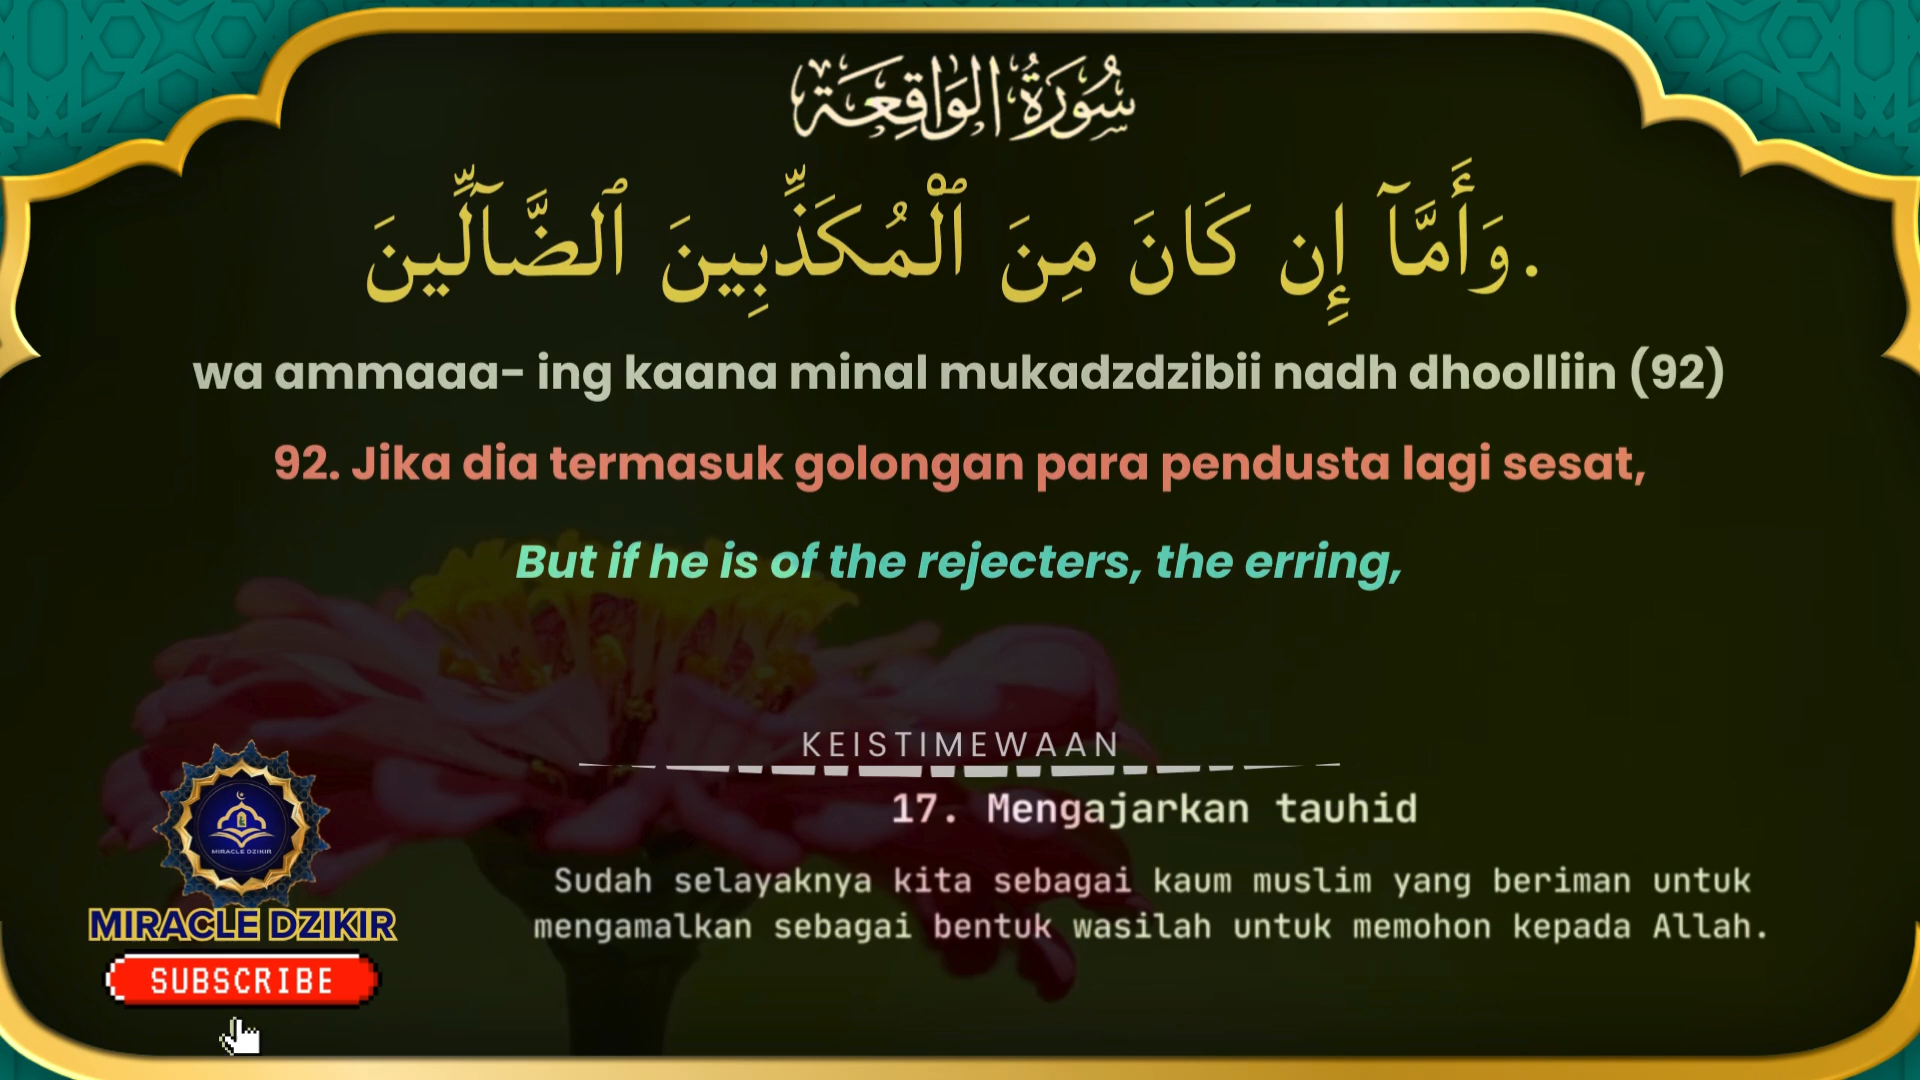 سُورَةُ الوَاقِعَة
وَأَمَّآ إِن كَانَ مِنَ ٱلْمُكَذِّبِينَ ٱلضَّآلِّينَ.
wa ammaaa- ing kaana minal mukadzdzibii nadh dhoolliin (92)
92. Jika dia termasuk golongan para pendusta lagi sesat,
But if he is of the rejecters, the erring,
KEISTIMEWAAN
17. Mengajarkan tauhid
Sudah selayaknya kita sebagai kaum muslim yang beriman untuk
mengamalkan sebagai bentuk wasilah untuk memohon kepada Allah.
MIRACLE DZIKIR
MIRACLE DZIKIR
SUBSCRIBE